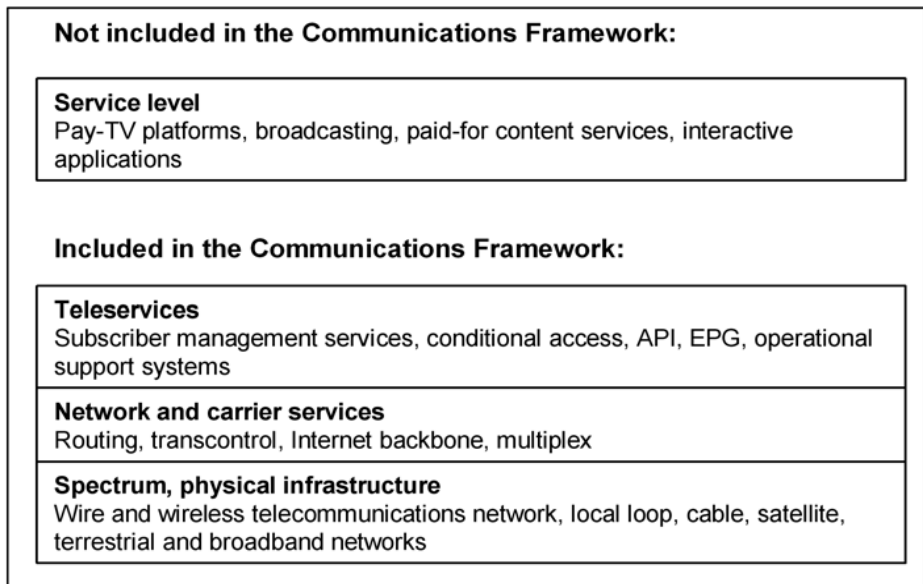 Not included in the Communications Framework:
Service level
Pay-TV platforms, broadcasting, paid-for content services, interactive
applications
Included in the Communications Framework:
Teleservices
Subscriber management services, conditional access, API, EPG, operational
support systems
Network and carrier services
Routing, transcontrol, Internet backbone, multiplex
Spectrum, physical infrastructure
Wire and wireless telecommunications network, local loop, cable, satellite,
terrestrial and broadband networks